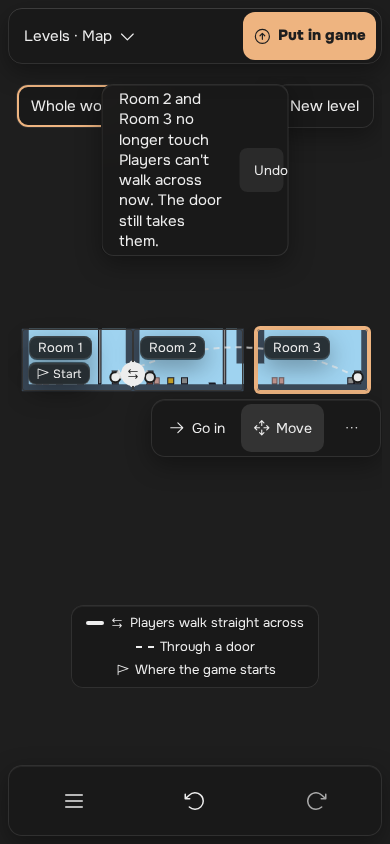 Levels · Map
Put in game
Whole wo
New level
Room 2 and
Room 3 no
longer touch
Players can't
walk across
now. The door
still takes
them.
Undo
Room 1
Room 2
Room 3
Start
Go in
Move
...
Players walk straight across
Through a door
Where the game starts